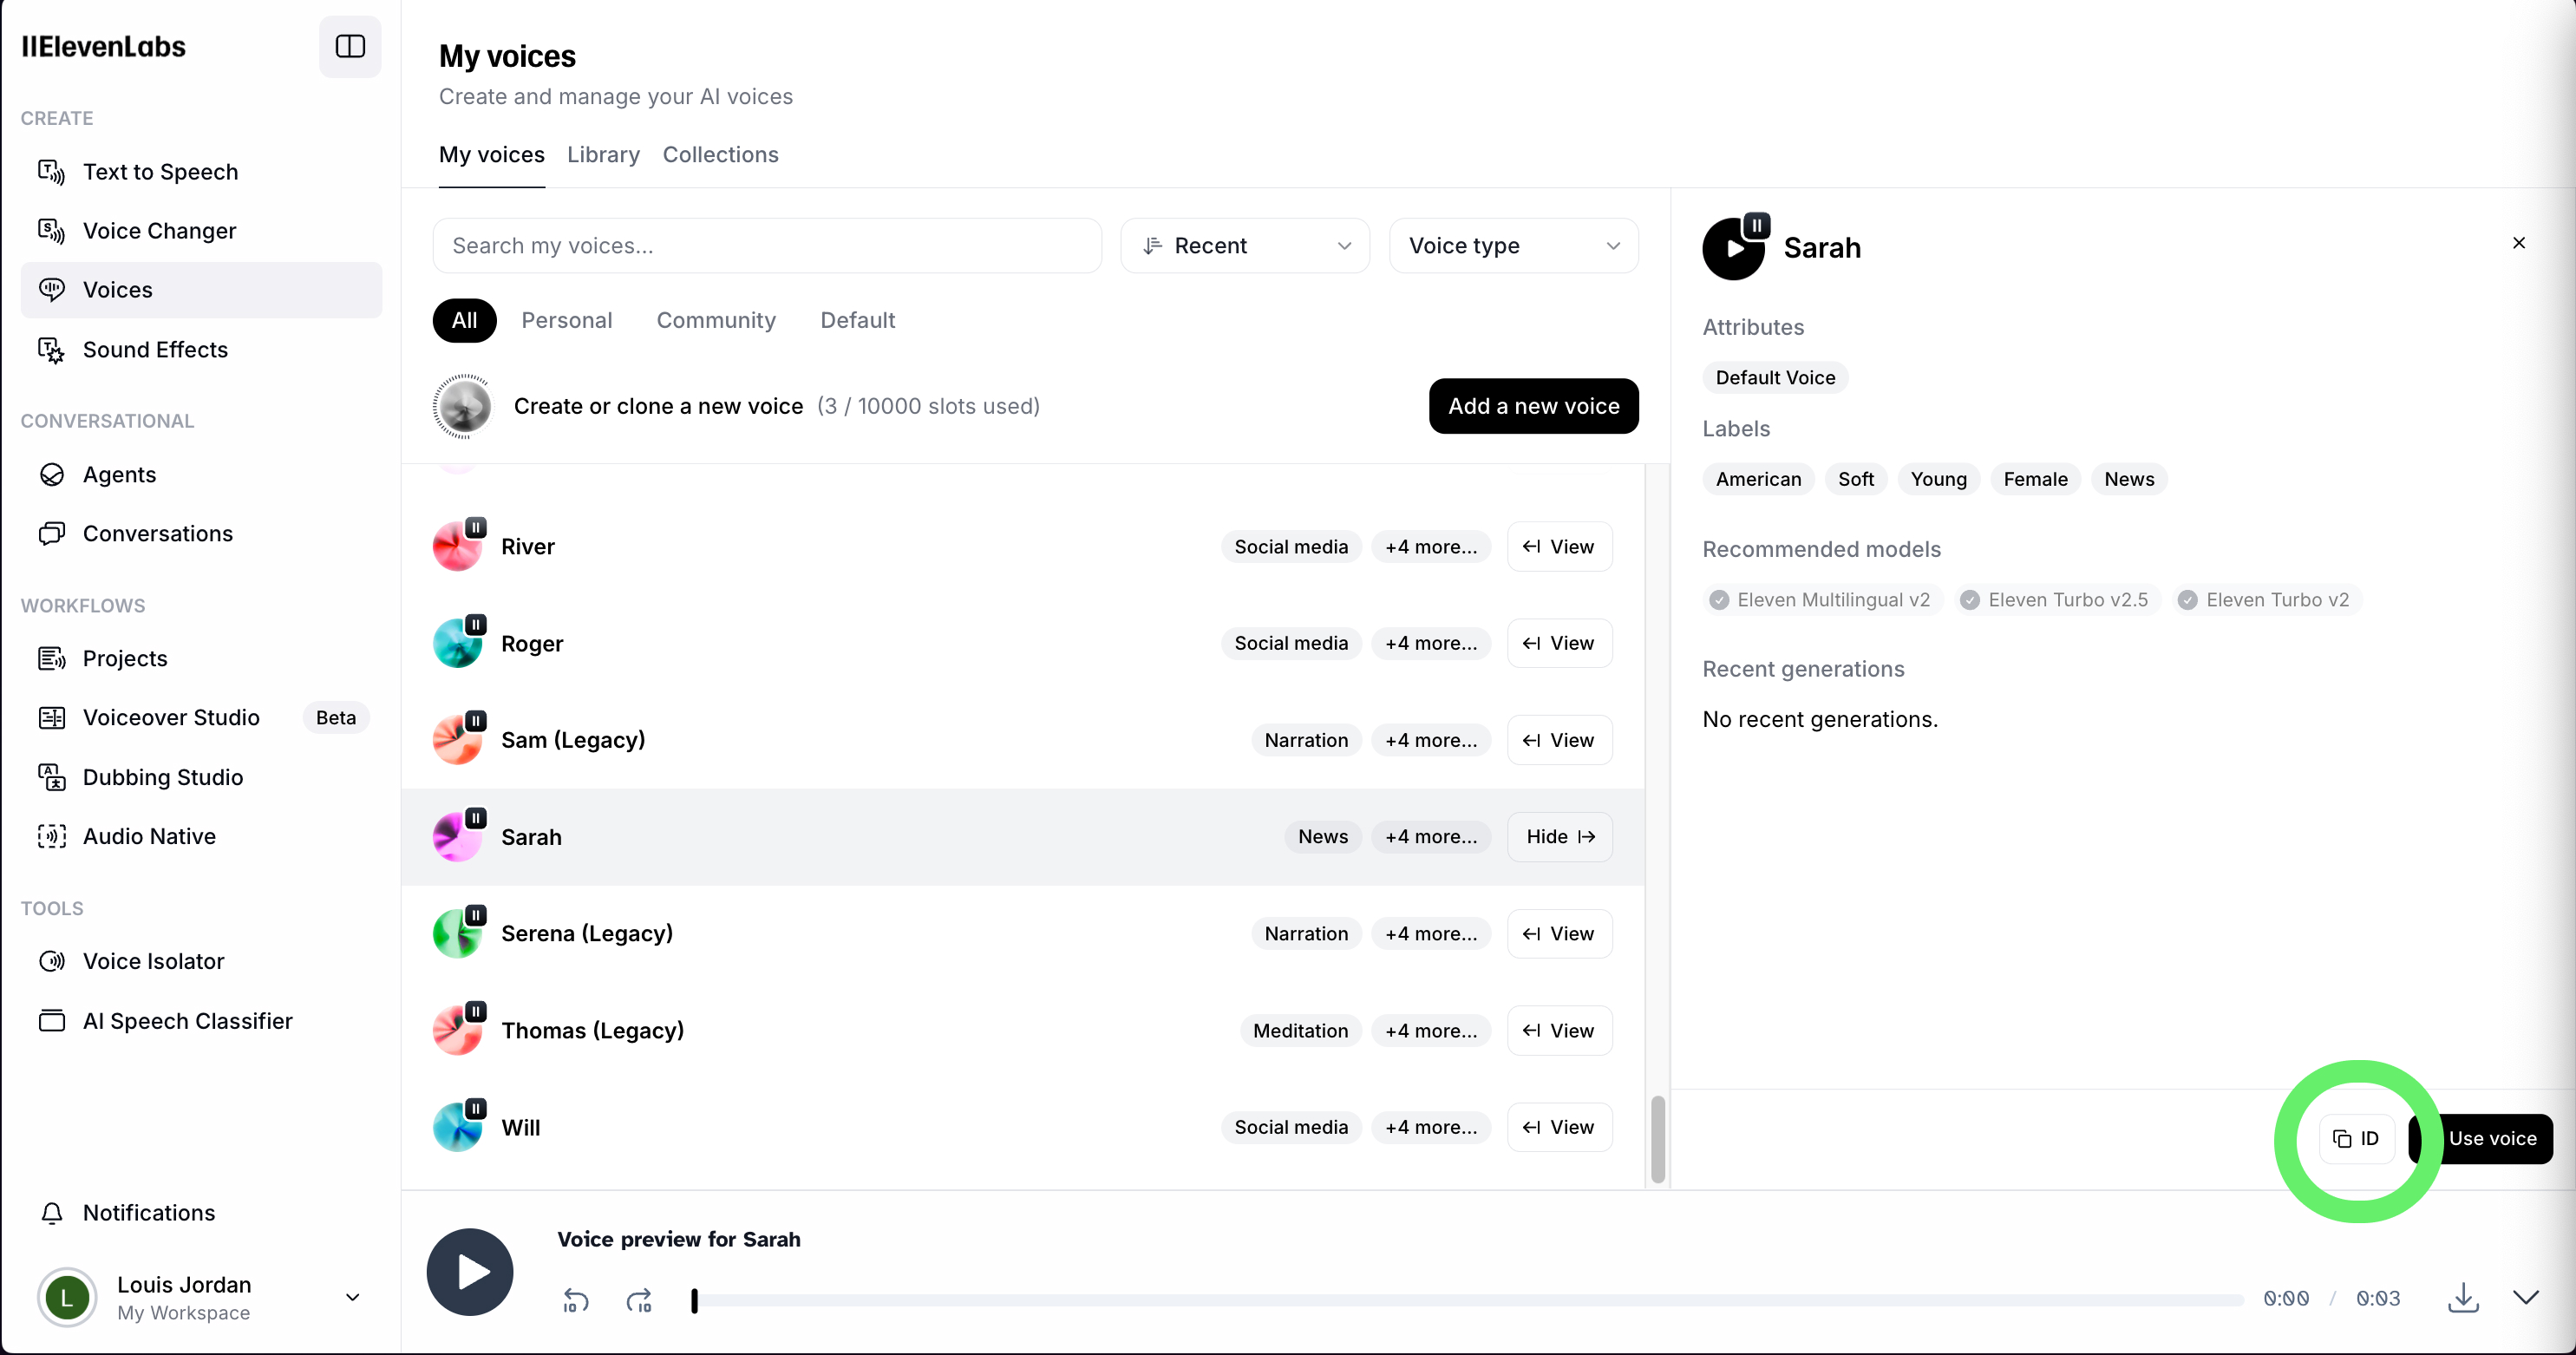 IIElevenLabs
CREATE
Text to Speech
Voice Changer
Voices
Sound Effects
CONVERSATIONAL
Agents
Conversations
WORKFLOWS
Projects
Voiceover Studio Beta
Dubbing Studio
Audio Native
TOOLS
Voice Isolator
AI Speech Classifier
Notifications
L
Louis Jordan
My Workspace
My voices
Create and manage your AI voices
My voices Library Collections
Search my voices...
Recent
Voice type
All Personal Community Default
Create or clone a new voice (3 / 10000 slots used)
Add a new voice
River Social media +4 more... View
Roger Social media +4 more... View
Sam (Legacy) Narration +4 more... View
Sarah News +4 more... Hide
Serena (Legacy) Narration +4 more... View
Thomas (Legacy) Meditation +4 more... View
Will Social media +4 more... View
Sarah
Attributes
Default Voice
Labels
American Soft Young Female News
Recommended models
Eleven Multilingual v2 Eleven Turbo v2.5 Eleven Turbo v2
Recent generations
No recent generations.
ID Use voice
Voice preview for Sarah
10 10
0:00 / 0:03